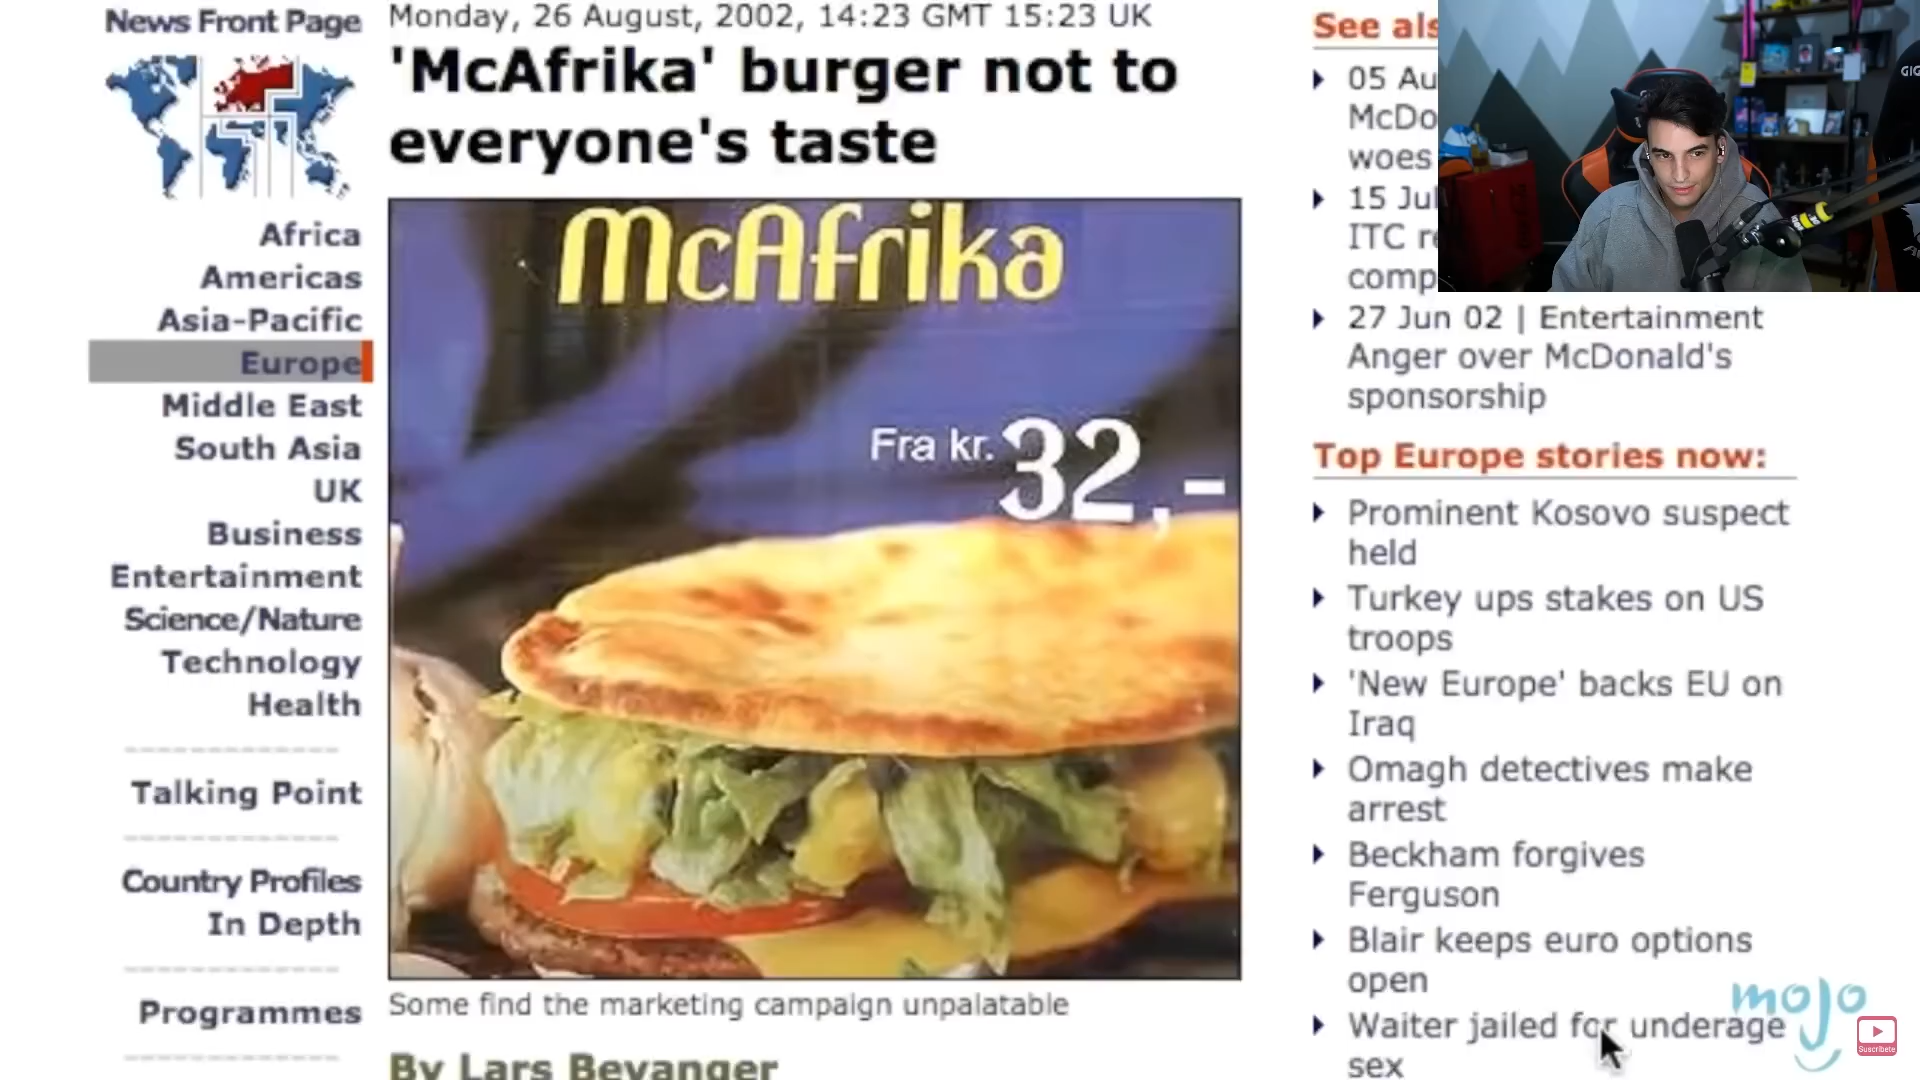 News Front Page
Africa
Americas
Asia-Pacific
Europe
Middle East
South Asia
UK
Business
Entertainment
Science/Nature
Technology
Health
Talking Point
Country Profiles
In Depth
Programmes
Monday, 26 August, 2002, 14:23 GMT 15:23 UK
'McAfrika' burger not to
everyone's taste
McAfrika
Fra kr. 32,-
Some find the marketing campaign unpalatable
By Lars Bevanger
See als
05 Au
McDo
woes
15 Jul
ITC re
comp
27 Jun 02 | Entertainment
Anger over McDonald's
sponsorship
Top Europe stories now:
Prominent Kosovo suspect
held
Turkey ups stakes on US
troops
'New Europe' backs EU on
Iraq
Omagh detectives make
arrest
Beckham forgives
Ferguson
Blair keeps euro options
open
Waiter jailed for underage
sex
mojo
Suscríbete
GIG